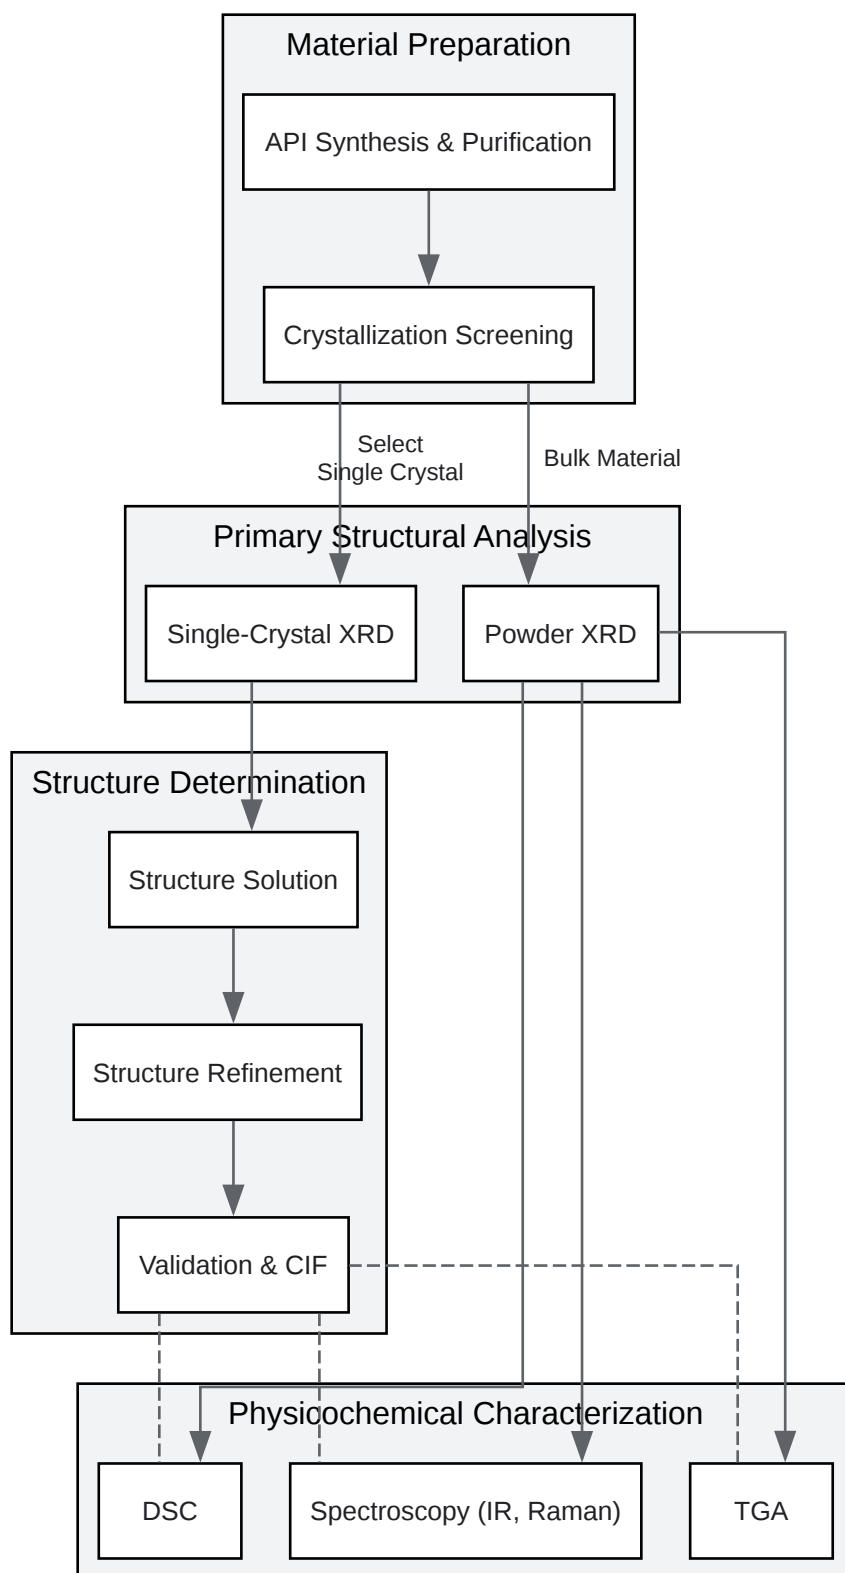 Material Preparation
API Synthesis & Purification
Crystallization Screening
Select
Single Crystal
Bulk Material
Primary Structural Analysis
Single-Crystal XRD
Powder XRD
Structure Determination
Structure Solution
Structure Refinement
Validation & CIF
Physicochemical Characterization
DSC
Spectroscopy (IR, Raman)
TGA